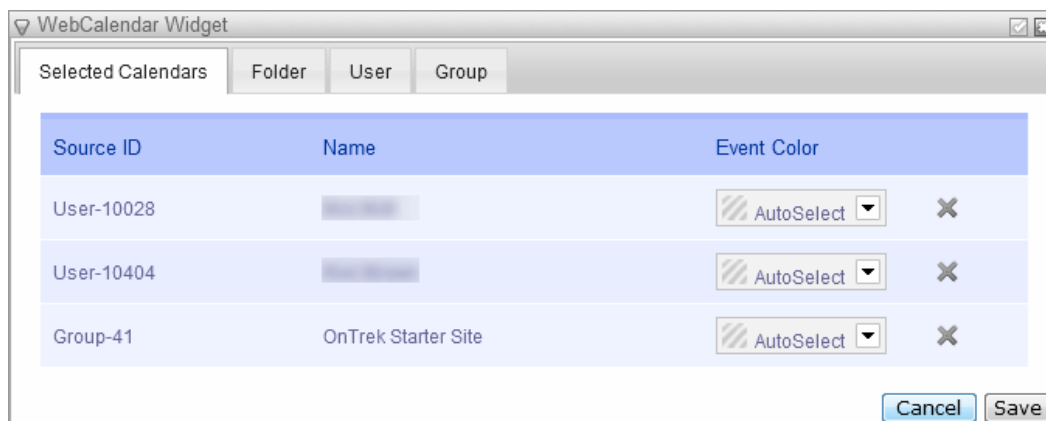 WebCalendar Widget
Selected Calendars Folder User Group
Source ID Name Event Color
User-10028 AutoSelect
User-10404 AutoSelect
Group-41 OnTrek Starter Site AutoSelect
Cancel Save